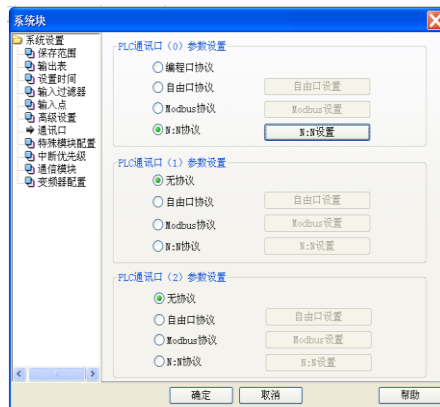 系统块
系统设置
保存范围
输出表
设置时间
输入过滤器
输入点
高级设置
通讯口
特殊模块配置
中断优先级
通信模块
变频器配置
PLC通讯口（0）参数设置
编程口协议
自由口协议 自由口设置
Modbus协议 Modbus设置
N:N协议 N:N设置
PLC通讯口（1）参数设置
无协议
自由口协议 自由口设置
Modbus协议 Modbus设置
N:N协议 N:N设置
PLC通讯口（2）参数设置
无协议
自由口协议 自由口设置
Modbus协议 Modbus设置
N:N协议 N:N设置
确定 取消 帮助